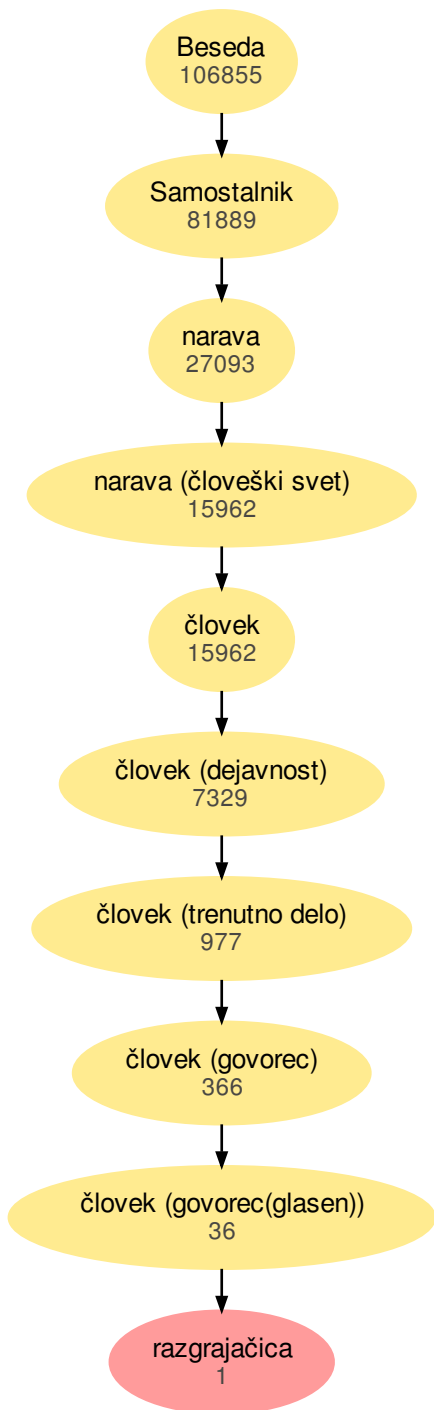 Beseda
106855
Samostalnik
81889
narava
27093
narava (človeški svet)
15962
človek
15962
človek (dejavnost)
7329
človek (trenutno delo)
977
človek (govorec)
366
človek (govorec(glasen))
36
razgrajačica
1